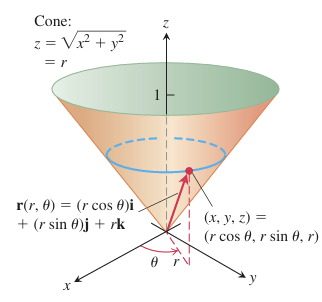 Cone:
z = √x² + y²
= r
z
1
r(r, θ) = (r cos θ)i
+ (r sin θ)j + rk
(x, y, z) =
(r cos θ, r sin θ, r)
θ r
x
y